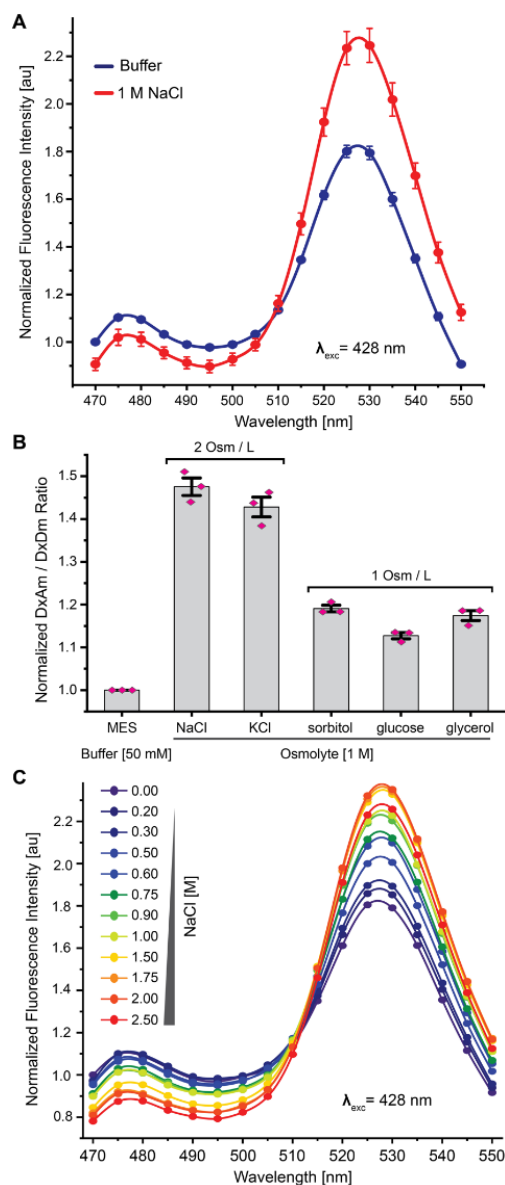 A
Normalized Fluorescence Intensity [au]
2.2
2.0
1.8
1.6
1.4
1.2
1.0
Buffer
1 M NaCl
λexc= 428 nm
470 480 490 500 510 520 530 540 550
Wavelength [nm]
B
Normalized DxAm / DxDm Ratio
1.5
1.4
1.2
1.2
1.0
2 Osm / L
1 Osm / L
MES NaCl KCl sorbitol glucose glycerol
Buffer [50 mM] Osmolyte [1 M]
C
Normalized Fluorescence Intensity [au]
2.2
2.0
1.8
1.6
1.4
1.2
1.0
0.8
0.00
0.20
0.30
0.50
0.60
0.75
0.90
1.00
1.50
1.75
2.00
2.50
NaCl [M]
λexc= 428 nm
470 480 490 500 510 520 530 540 550
Wavelength [nm]